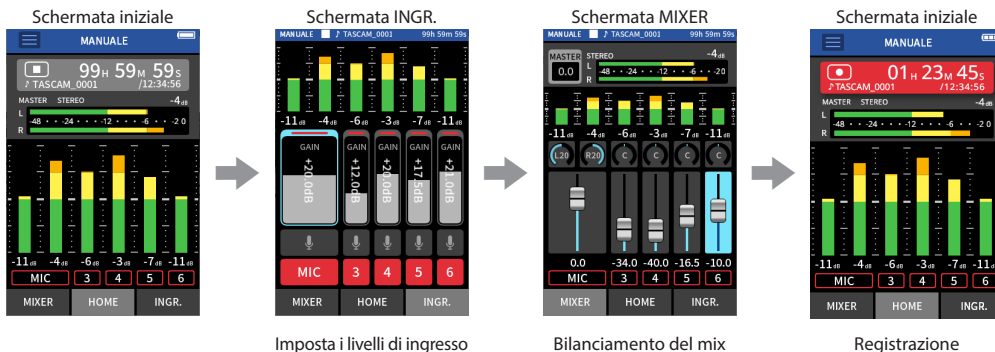 Schermata iniziale
MANUALE
99H 59M 59s
♪ TASCAM_0001 /12:34:56
MASTER STEREO -4dB
L
-48 • • -24 • • -12 • -6 • -2 0
R
-11dB -4dB -6dB -3dB -7dB -11dB
MIC 3 4 5 6
MIXER HOME INGR.
Schermata INGR.
MANUALE ♪ TASCAM_0001 99h 59m 59s
-11dB -4dB -6dB -3dB -7dB -11dB
GAIN GAIN GAIN GAIN GAIN
+20.0dB +12.0dB +20.0dB +17.5dB +21.0dB
MIC 3 4 5 6
MIXER HOME INGR.
Imposta i livelli di ingresso
Schermata MIXER
MANUALE ♪ TASCAM_0001 99h 59m 59s
MASTER STEREO -4dB
0.0
L
-48 • • -24 • • -12 • -6 • -2 0
R
-11dB -4dB -6dB -3dB -7dB -11dB
L20 R20 C C C C
0.0 -34.0 -40.0 -16.5 -10.0
MIXER HOME INGR.
Bilanciamento del mix
Schermata iniziale
MANUALE
01H 23M 45s
♪ TASCAM_0001 /12:34:56
MASTER STEREO -4dB
L
-48 • • -24 • • -12 • -6 • -2 0
R
-11dB -4dB -6dB -3dB -7dB -11dB
MIC 3 4 5 6
MIXER HOME INGR.
Registrazione